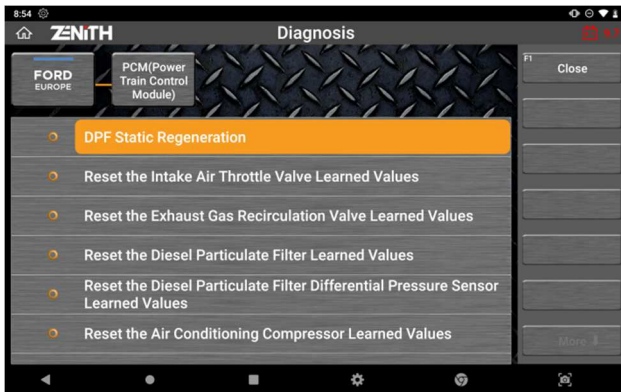 8:54
ZENITH
Diagnosis
FORD
EUROPE
PCM(Power
Train Control
Module)
F1
Close
DPF Static Regeneration
Reset the Intake Air Throttle Valve Learned Values
Reset the Exhaust Gas Recirculation Valve Learned Values
Reset the Diesel Particulate Filter Learned Values
Reset the Diesel Particulate Filter Differential Pressure Sensor
Learned Values
Reset the Air Conditioning Compressor Learned Values
More